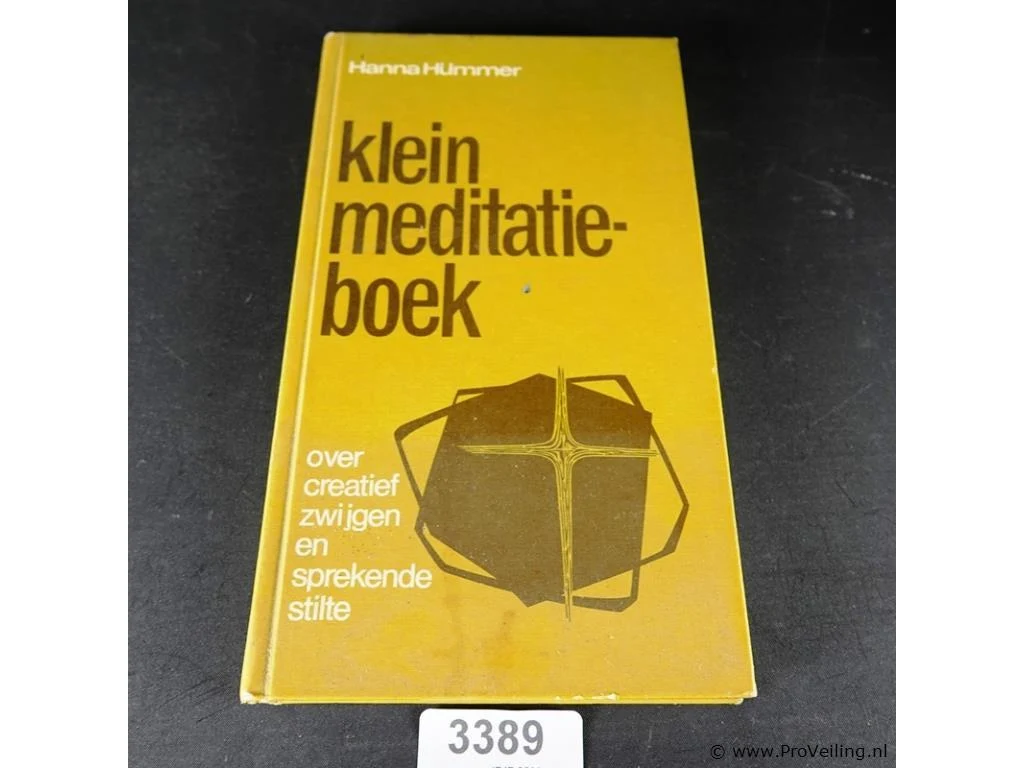 Hanna Hümmer
klein
meditatie-
boek
over
creatief
zwijgen
en
sprekende
stilte
3389
© www.ProVeiling.nl